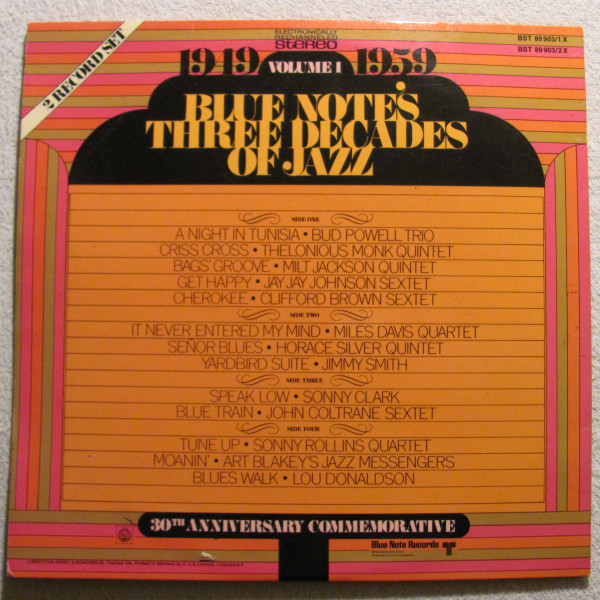 ELECTRONICALLY
RECHANNELED
stereo
BST 89903/1X
BST 89903/2X
2 RECORD SET
1949 VOLUME 1 1959
BLUE NOTE'S
THREE DECADES
OF JAZZ
SIDE ONE
A NIGHT IN TUNISIA • BUD POWELL TRIO
CRISS CROSS • THELONIOUS MONK QUINTET
BAGS' GROOVE • MILT JACKSON QUINTET
GET HAPPY • JAY JAY JOHNSON SEXTET
CHEROKEE • CLIFFORD BROWN SEXTET
SIDE TWO
IT NEVER ENTERED MY MIND • MILES DAVIS QUARTET
SEÑOR BLUES • HORACE SILVER QUINTET
YARDBIRD SUITE • JIMMY SMITH
SIDE THREE
SPEAK LOW • SONNY CLARK
BLUE TRAIN • JOHN COLTRANE SEXTET
SIDE FOUR
TUNE UP • SONNY ROLLINS QUARTET
MOANIN' • ART BLAKEY'S JAZZ MESSENGERS
BLUES WALK • LOU DONALDSON
30TH ANNIVERSARY COMMEMORATIVE
Blue Note Records